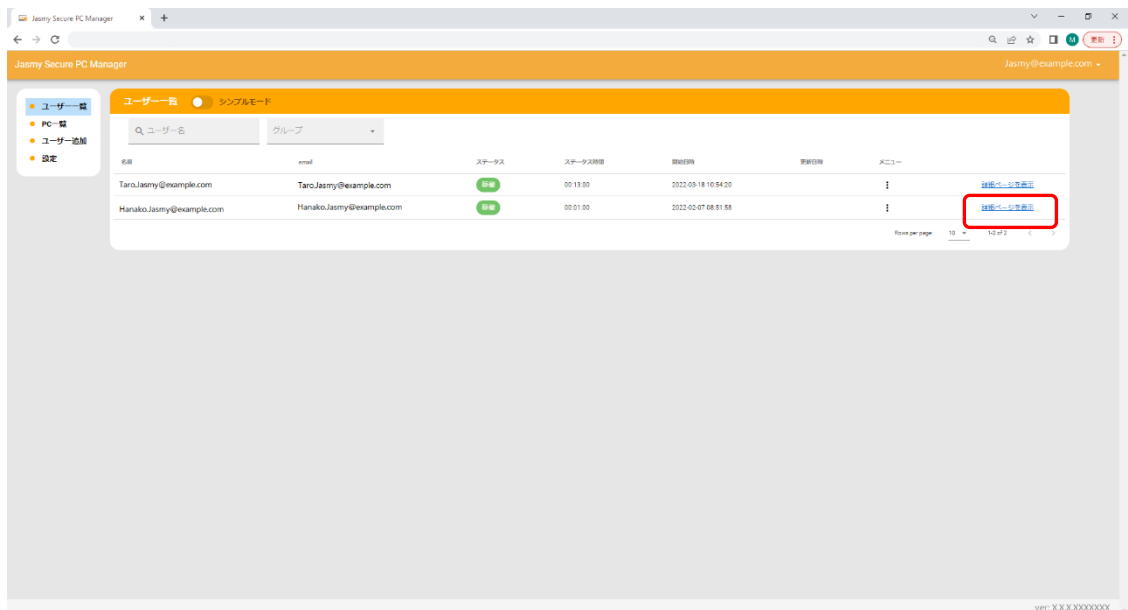 Jasmy Secure PC Manager
M 更新
Jasmy Secure PC Manager Jasmy@example.com
ユーザー一覧
PC一覧
ユーザー追加
設定
ユーザー一覧 シンプルモード
ユーザー名 グループ
名前 email ステータス ステータス時間 開始日時 更新日時 メニュー
Taro.Jasmy@example.com Taro.Jasmy@example.com 00:13:00 2022-03-18 10:54:20 詳細ページを表示
Hanako.Jasmy@example.com Hanako.Jasmy@example.com 00:01:00 2022-02-07 08:51:58 詳細ページを表示
Rows per page 10 1-2 of 2
ver: X.X.X.XXXXXXX